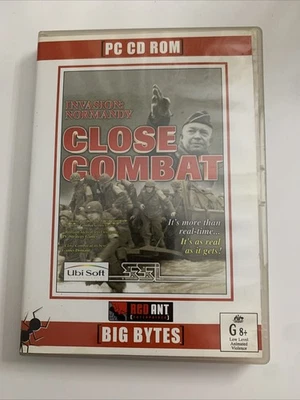 PC CD ROM
INVASION:
NORMANDY
CLOSE
COMBAT
It's more than
real-time...
It's as real
as it gets!
Ubi Soft
SSI
RED ANT
ENTERPRISES
BIG BYTES
G 8+
Low Level
Animated
Violence